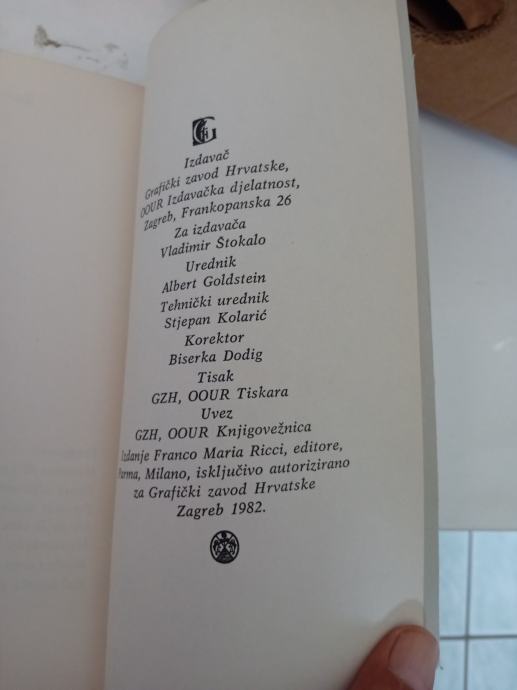 Izdavač
Grafički zavod Hrvatske,
OOUR Izdavačka djelatnost,
Zagreb, Frankopanska 26
Za izdavača
Vladimir Štokalo
Urednik
Albert Goldstein
Tehnički urednik
Stjepan Kolarić
Korektor
Biserka Dodig
Tisak
GZH, OOUR Tiskara
Uvez
GZH, OOUR Knjigovežnica
Izdanje Franco Maria Ricci, editore,
Parma, Milano, isključivo autorizirano
za Grafički zavod Hrvatske
Zagreb 1982.